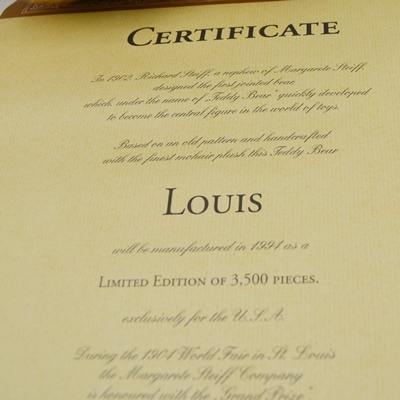 CERTIFICATE
In 1902, Richard Steiff, a nephew of Margarete Steiff,
designed the first jointed bear,
which, under the name of „Teddy Bear" quickly developed
to become the central figure in the world of toys.
Based on an old pattern and handcrafted
with the finest mohair plush this Teddy Bear
LOUIS
will be manufactured in 1994 as a
LIMITED EDITION OF 3,500 PIECES.
exclusively for the U.S.A.
During the 1904 World Fair in St. Louis
the Margarete Steiff Company
is honoured with the „Grand Prize"